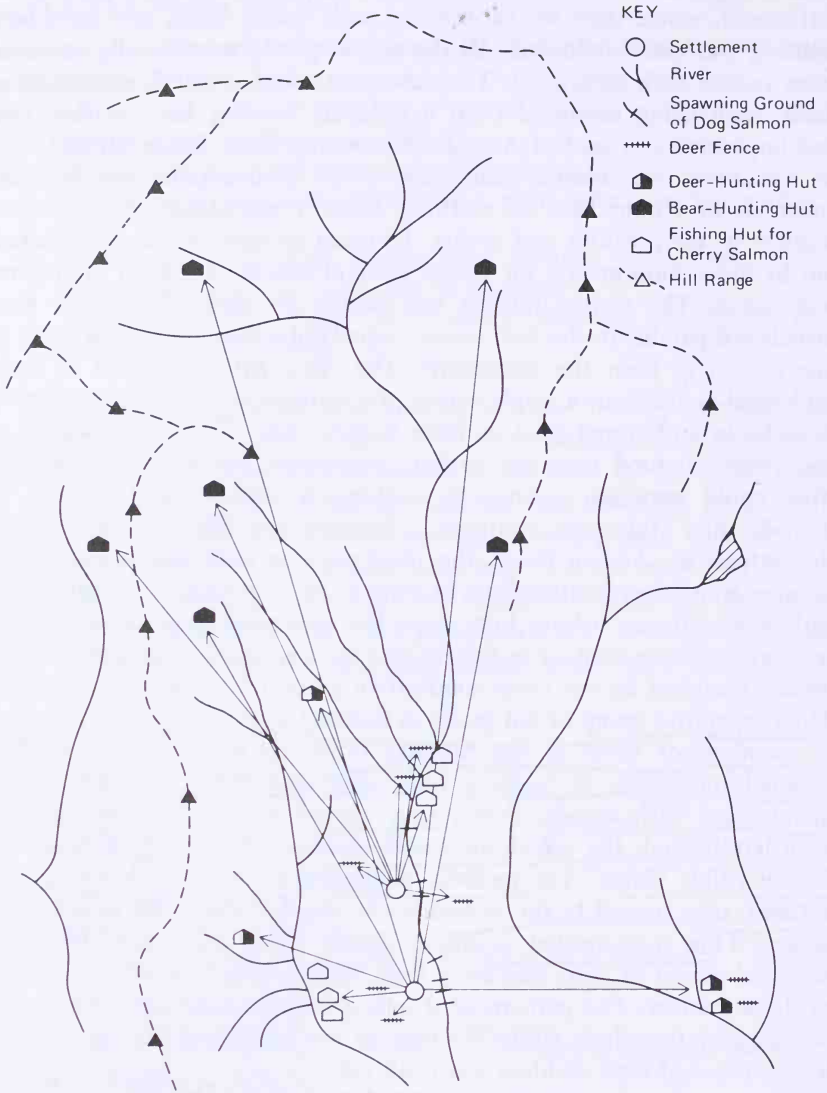 KEY
Settlement
River
Spawning Ground
of Dog Salmon
Deer Fence
Deer-Hunting Hut
Bear-Hunting Hut
Fishing Hut for
Cherry Salmon
Hill Range